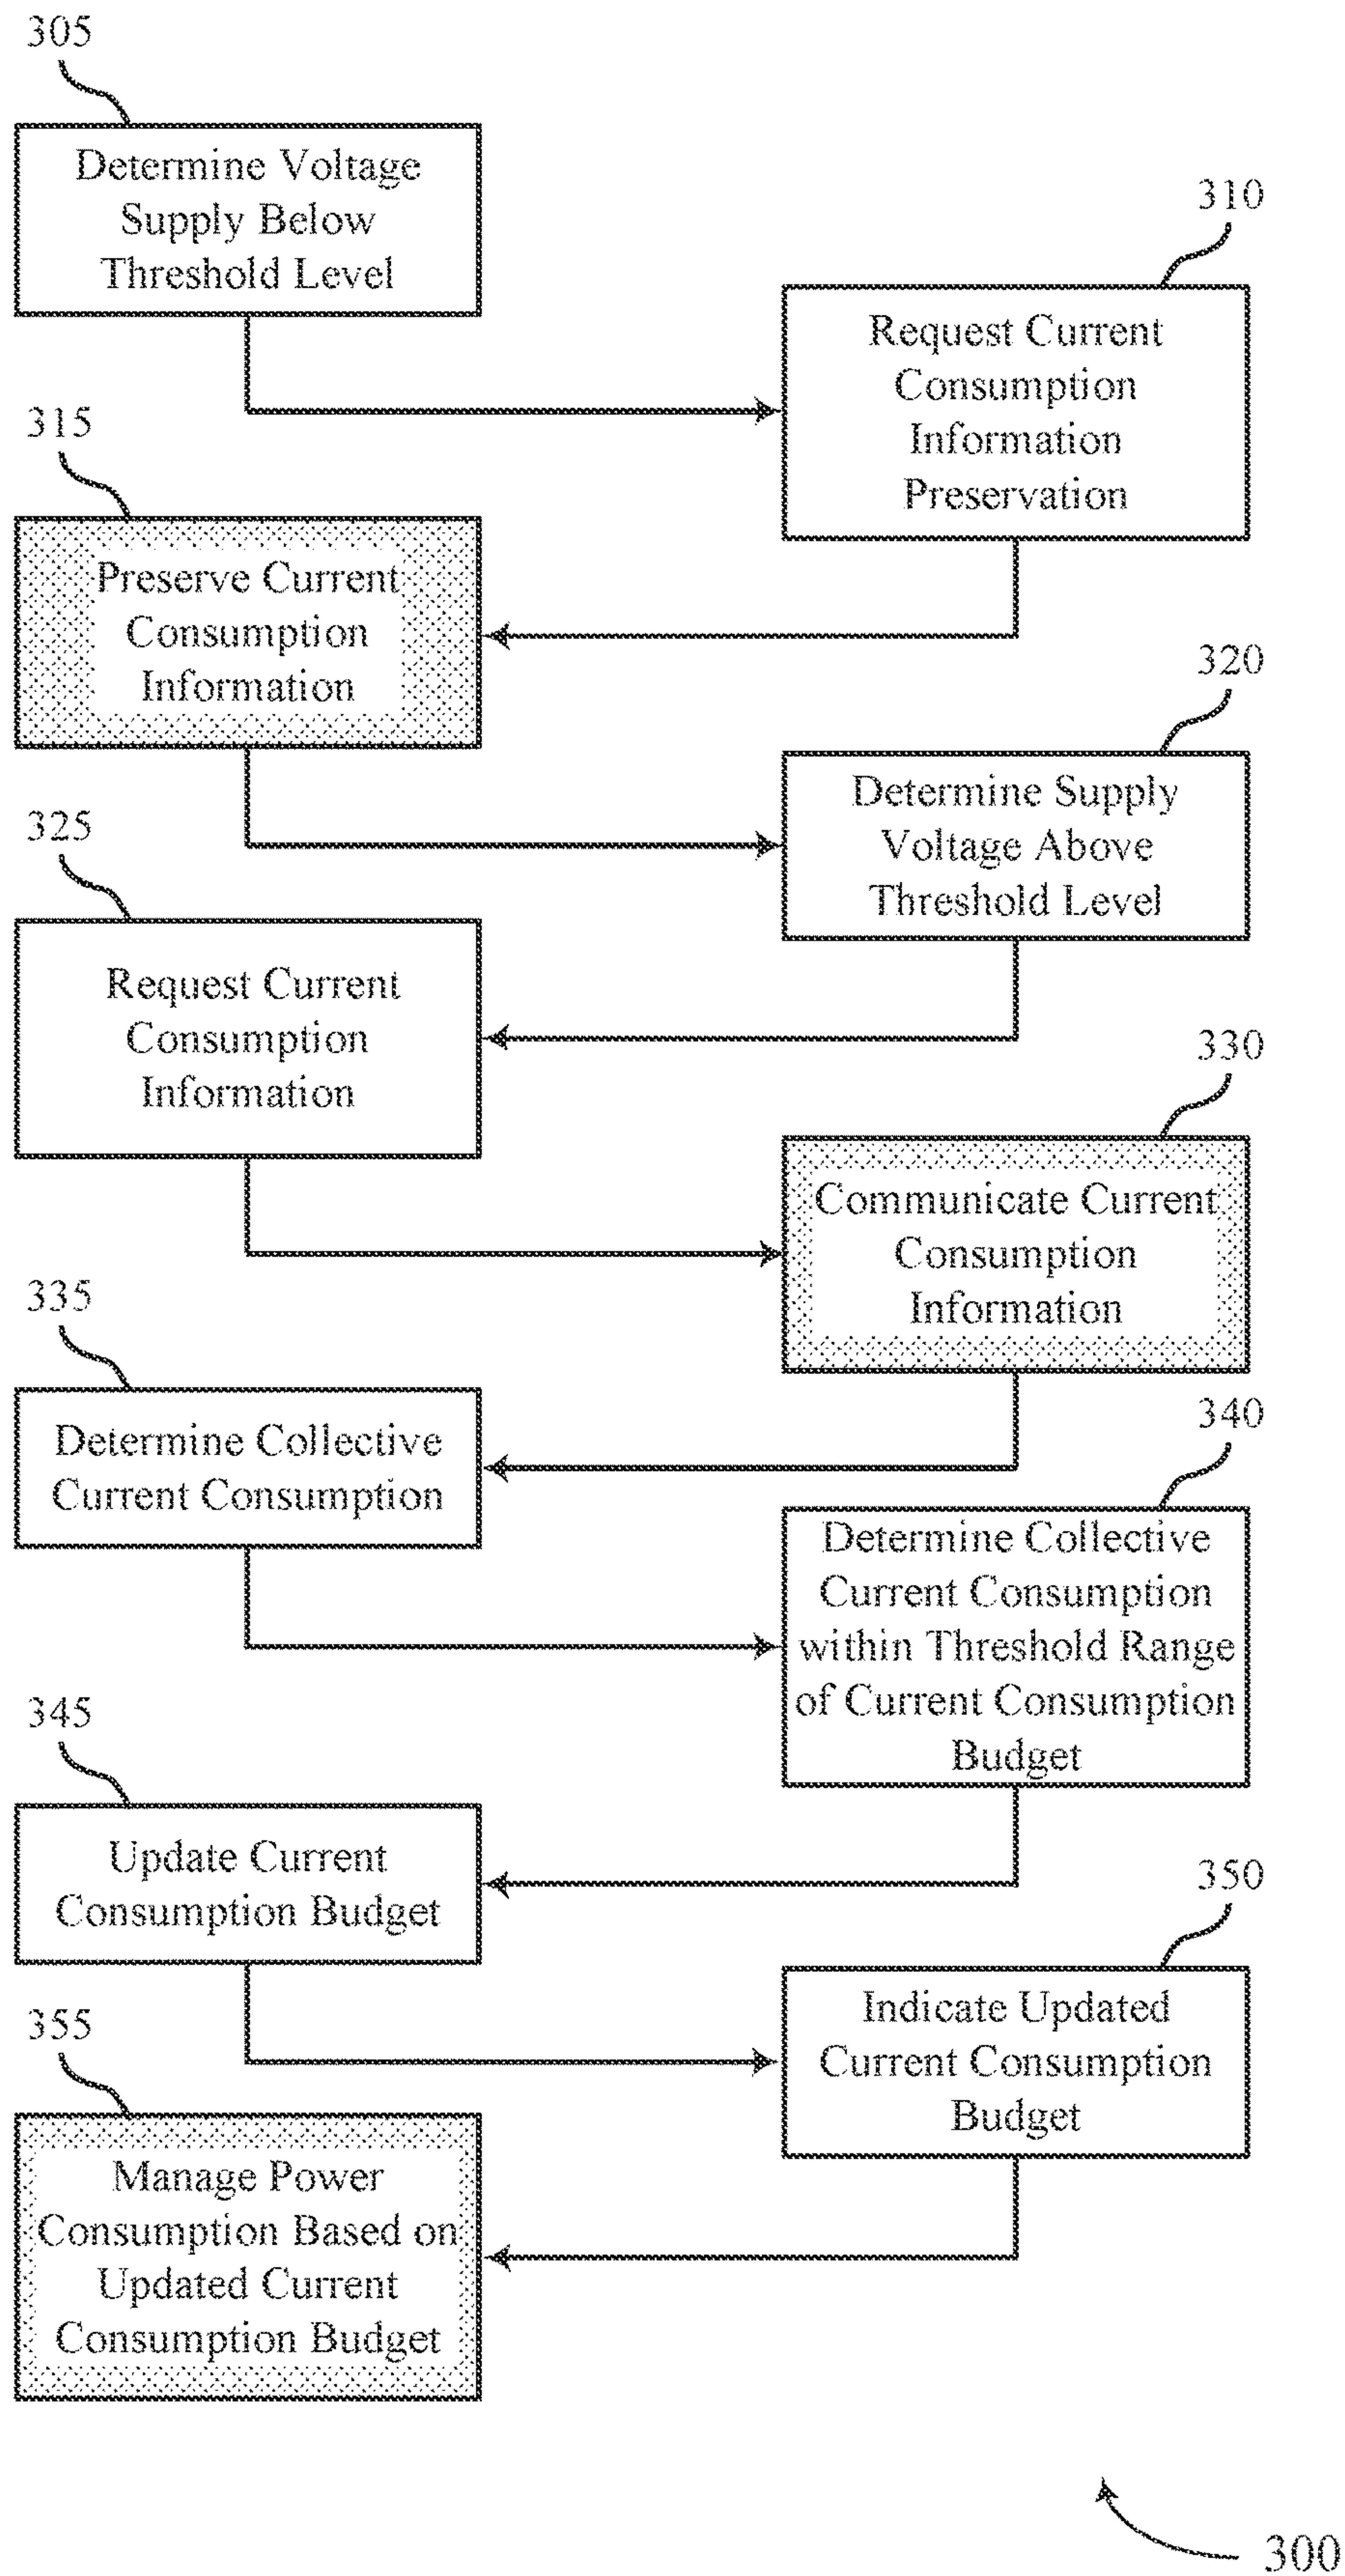 305
Determine Voltage
Supply Below
Threshold Level
310
Request Current
Consumption
Information
Preservation
315
Preserve Current
Consumption
Information
320
Determine Supply
Voltage Above
Threshold Level
325
Request Current
Consumption
Information
330
Communicate Current
Consumption
Information
335
Determine Collective
Current Consumption
340
Determine Collective
Current Consumption
within Threshold Range
of Current Consumption
Budget
345
Update Current
Consumption Budget
350
Indicate Updated
Current Consumption
Budget
355
Manage Power
Consumption Based on
Updated Current
Consumption Budget
300